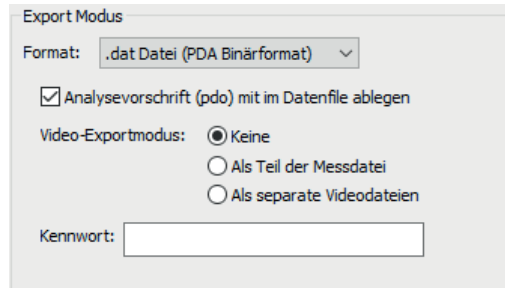 Export Modus
Format: .dat Datei (PDA Binärformat)
Analysevorschrift (pdo) mit im Datenfile ablegen
Video-Exportmodus: Keine
Als Teil der Messdatei
Als separate Videodateien
Kennwort: